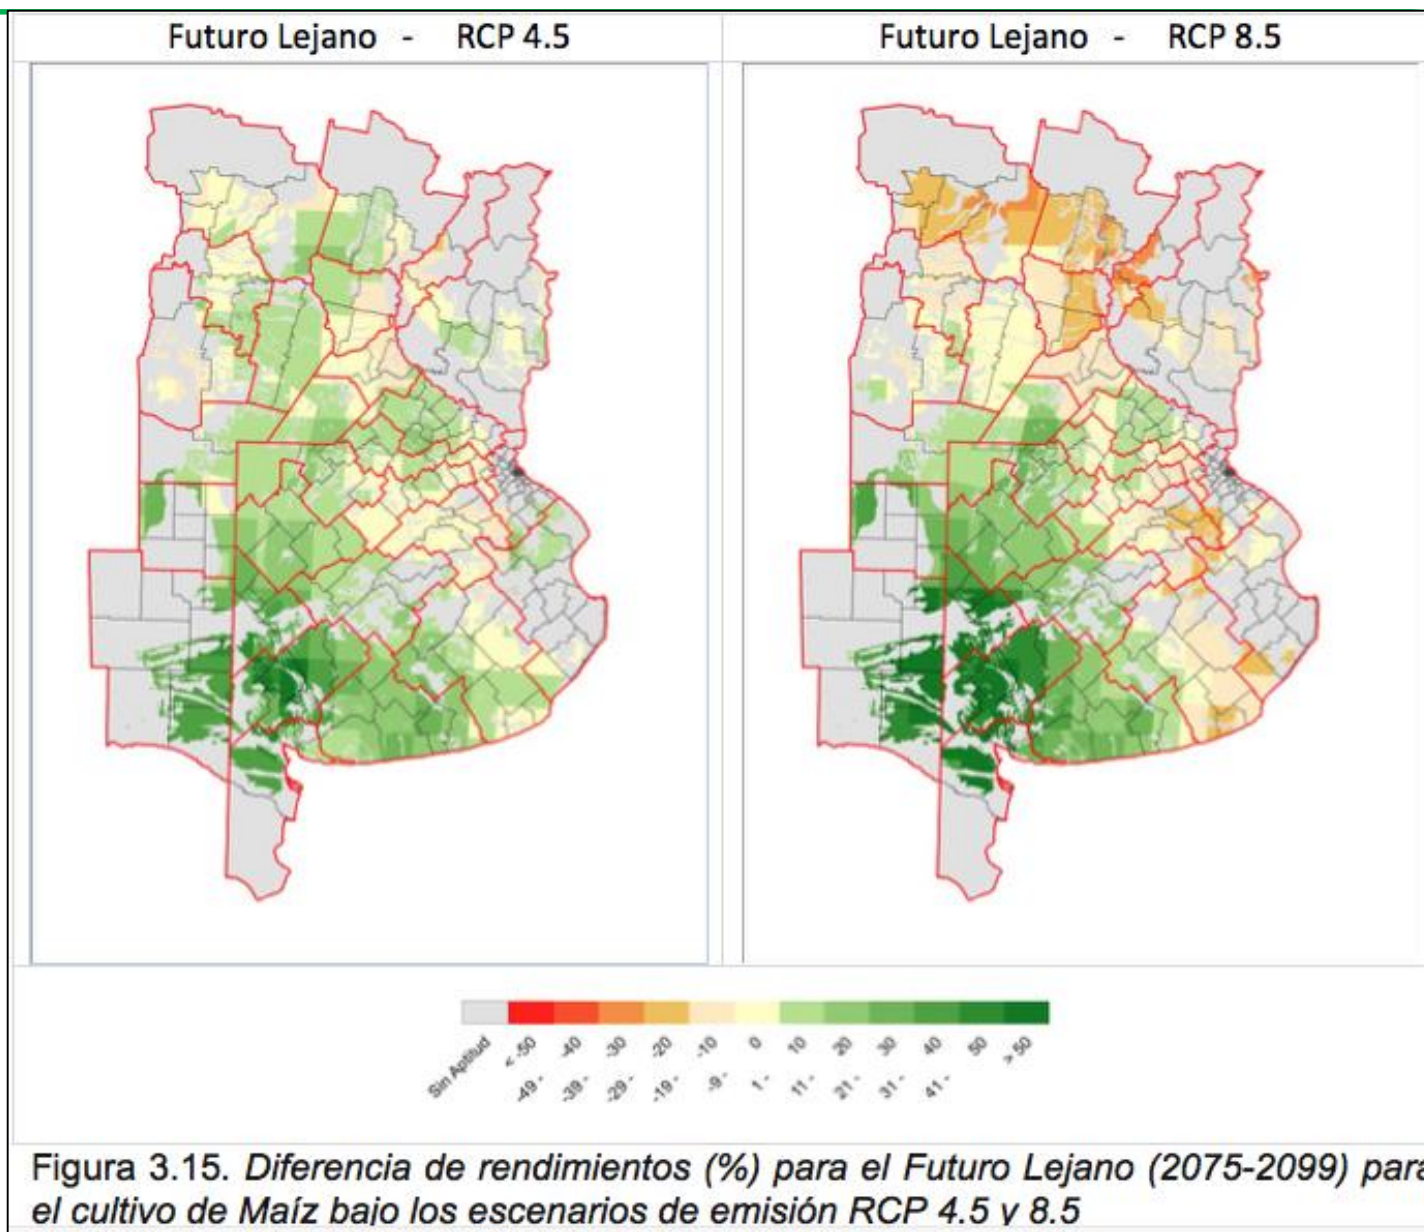 Futuro Lejano - RCP 4.5
Futuro Lejano - RCP 8.5
Sin Aptitud
< -50
-49 - -40
-39 - -30
-29 - -20
-19 - -10
-9 - 0
1 - 10
11 - 20
21 - 30
31 - 40
41 - 50
> 50
Figura 3.15. Diferencia de rendimientos (%) para el Futuro Lejano (2075-2099) para
el cultivo de Maíz bajo los escenarios de emisión RCP 4.5 y 8.5